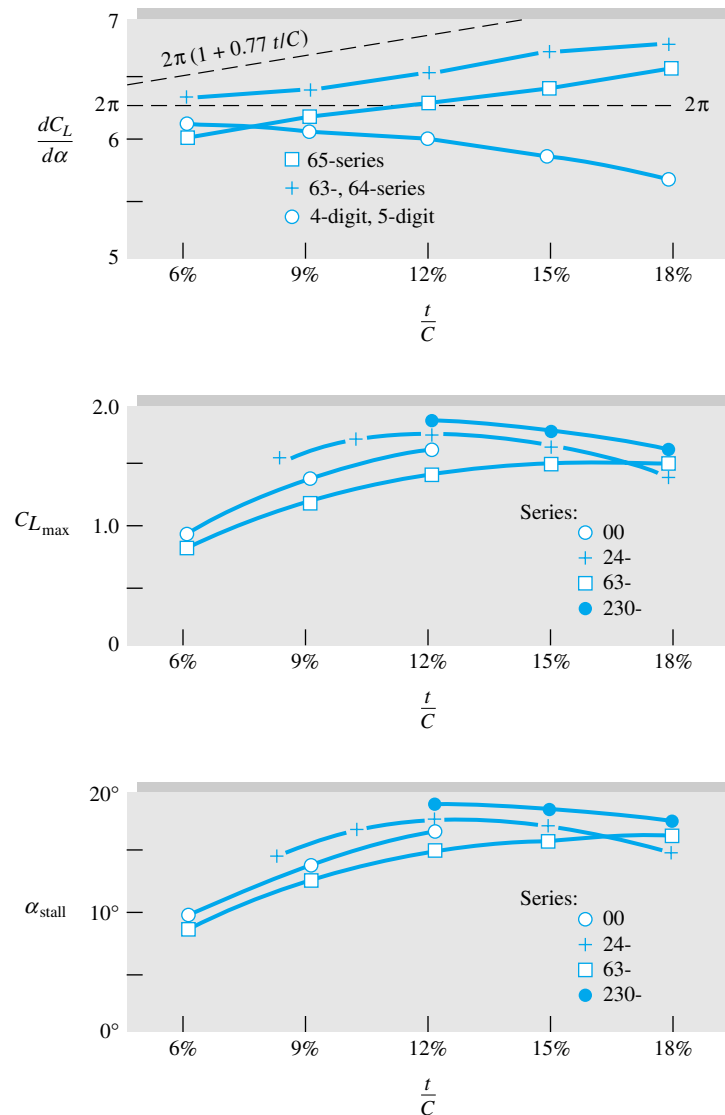 7
2π (1 + 0.77 t/C)
2π
2π
dC_L
dα
6
65-series
63-, 64-series
4-digit, 5-digit
5
6% 9% 12% 15% 18%
t
C
2.0
C_Lmax
1.0
Series:
00
24-
63-
230-
0
6% 9% 12% 15% 18%
t
C
20°
α_stall
10°
Series:
00
24-
63-
230-
0°
6% 9% 12% 15% 18%
t
C